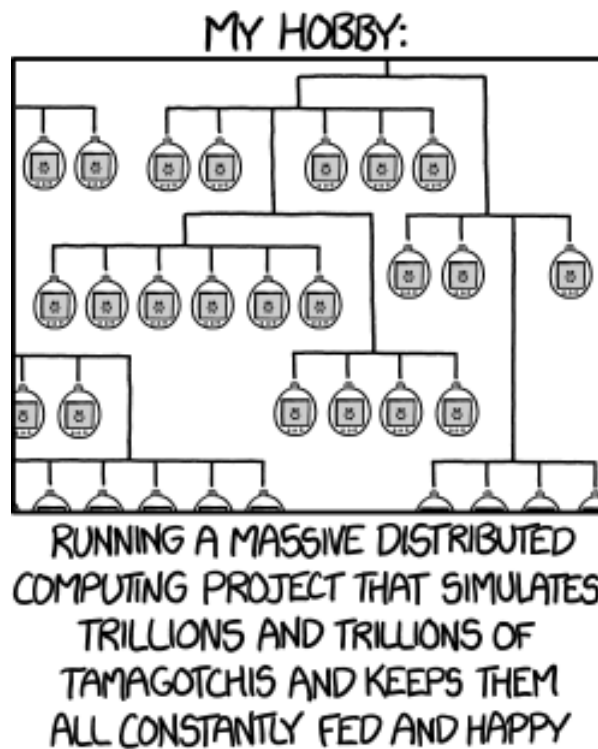 MY HOBBY:
RUNNING A MASSIVE DISTRIBUTED
COMPUTING PROJECT THAT SIMULATES
TRILLIONS AND TRILLIONS OF
TAMAGOTCHIS AND KEEPS THEM
ALL CONSTANTLY FED AND HAPPY